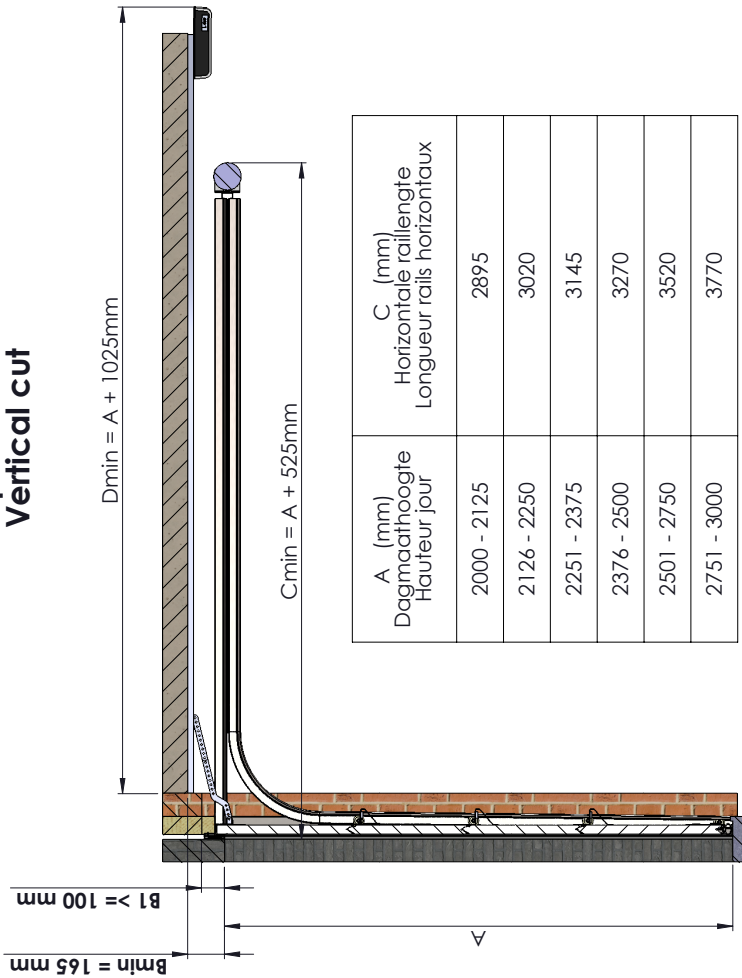 Vertical cut
Dmin = A + 1025mm
Cmin = A + 525mm
B1 >= 100 mm
Bmin = 165 mm
A
A (mm)
Dagmaathoogte
Hauteur jour
C (mm)
Horizontale raillengte
Longueur rails horizontaux
2000 - 2125 2895
2126 - 2250 3020
2251 - 2375 3145
2376 - 2500 3270
2501 - 2750 3520
2751 - 3000 3770